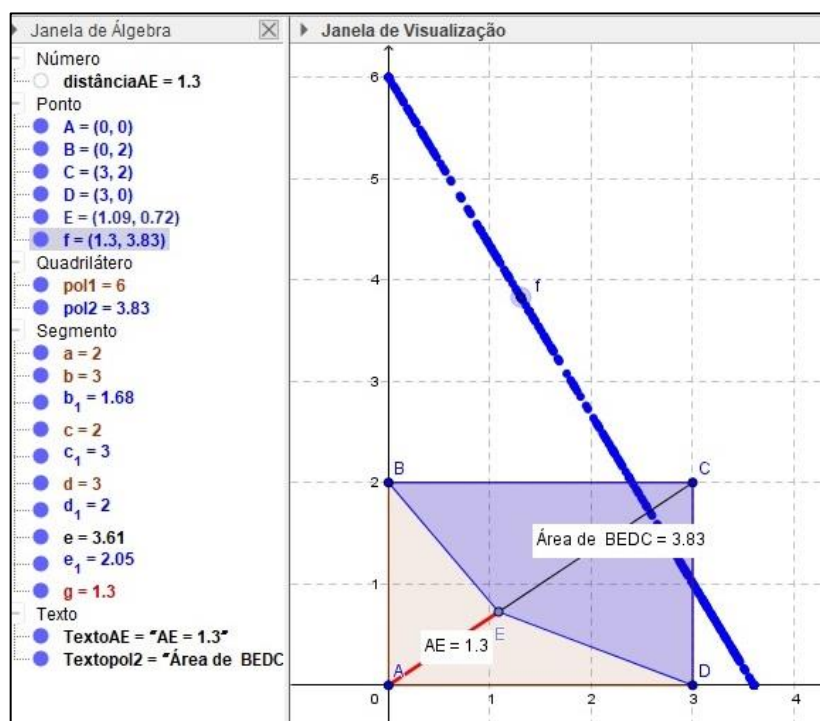 Janela de Álgebra
Número
distânciaAE = 1.3
Ponto
A = (0, 0)
B = (0, 2)
C = (3, 2)
D = (3, 0)
E = (1.09, 0.72)
f = (1.3, 3.83)
Quadrilátero
pol1 = 6
pol2 = 3.83
Segmento
a = 2
b = 3
b₁ = 1.68
c = 2
c₁ = 3
d = 3
d₁ = 2
e = 3.61
e₁ = 2.05
g = 1.3
Texto
TextoAE = "AE = 1.3"
Textopol2 = "Área de BEDC
Janela de Visualização
6
5
4
f
3
B
C
2
Área de BEDC = 3.83
1
E
AE = 1.3
A
D
0 1 2 3 4